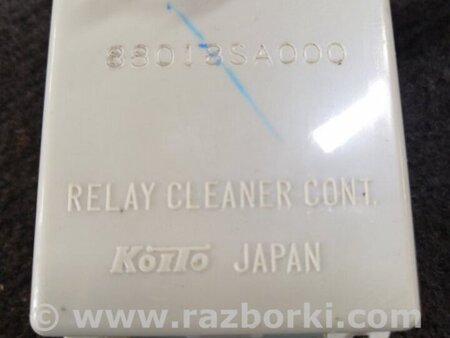 88018SA000
RELAY CLEANER CONT.
KOITO JAPAN
© www.razborki.com